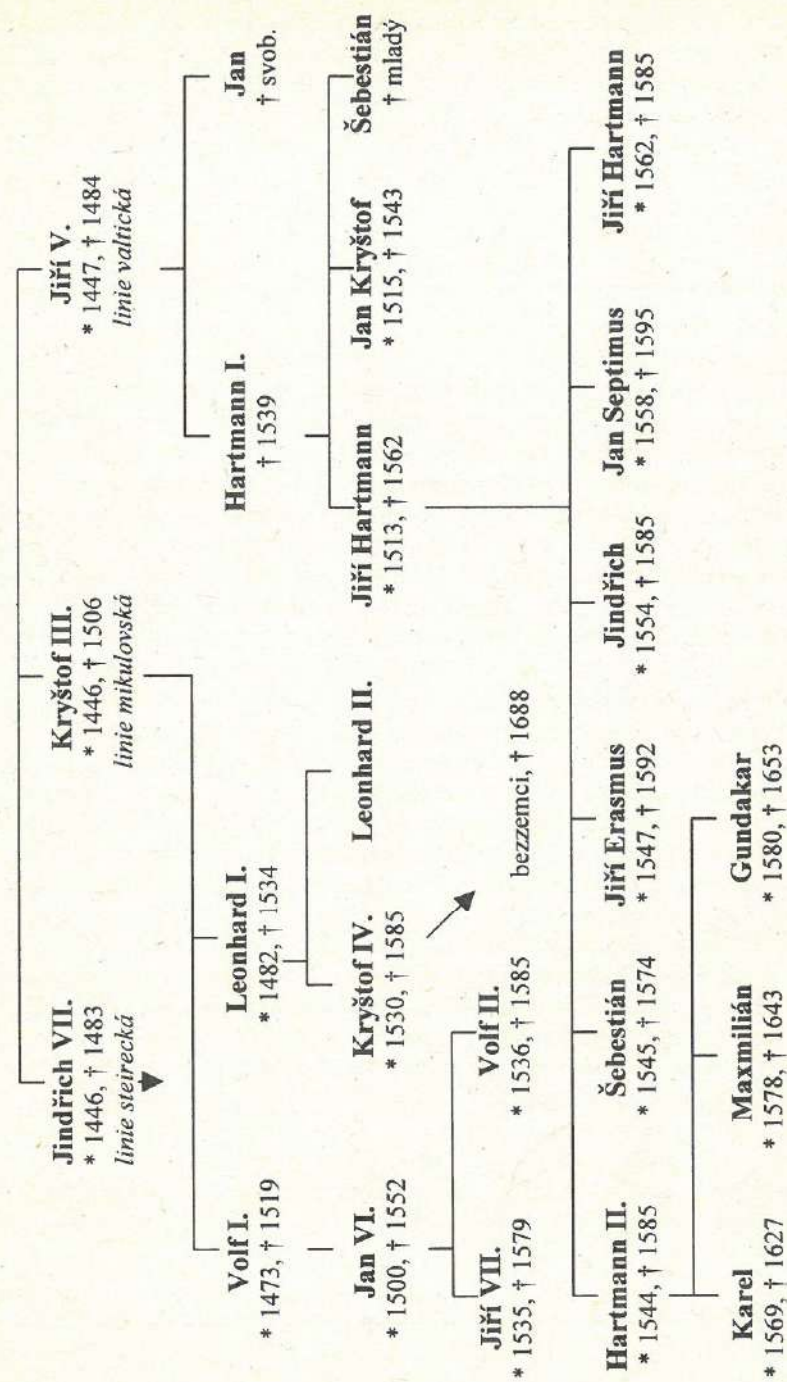 Jindřich VII.
* 1446, † 1483
linie steirecká
Kryštof III.
* 1446, † 1506
linie mikulovská
Jiří V.
* 1447, † 1484
linie valtická
Volf I.
* 1473, † 1519
Leonhard I.
* 1482, † 1534
Hartmann I.
† 1539
Jan
† svob.
Jan VI.
* 1500, † 1552
Kryštof IV.
* 1530, † 1585
Leonhard II.
Jiří Hartmann
* 1513, † 1562
Jan Kryštof
* 1515, † 1543
Šebestián
† mladý
Jiří VII.
* 1535, † 1579
Volf II.
* 1536, † 1585
bezzemci, † 1688
Hartmann II.
* 1544, † 1585
Šebestián
* 1545, † 1574
Jiří Erasmus
* 1547, † 1592
Jindřich
* 1554, † 1585
Jan Septimus
* 1558, † 1595
Jiří Hartmann
* 1562, † 1585
Karel
* 1569, † 1627
Maxmilián
* 1578, † 1643
Gundakar
* 1580, † 1653